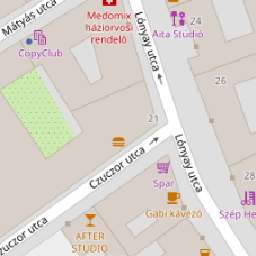 Mátyás utca
Medomix
háziorvosi
rendelő
Lónyay utca
24
Aita Stúdió
CopyClub
26
21
Czuczor utca
Lónyay utca
Spar
28
Gabi kávézó
Szép He
AFTER
STUDIO
Czuczor utca